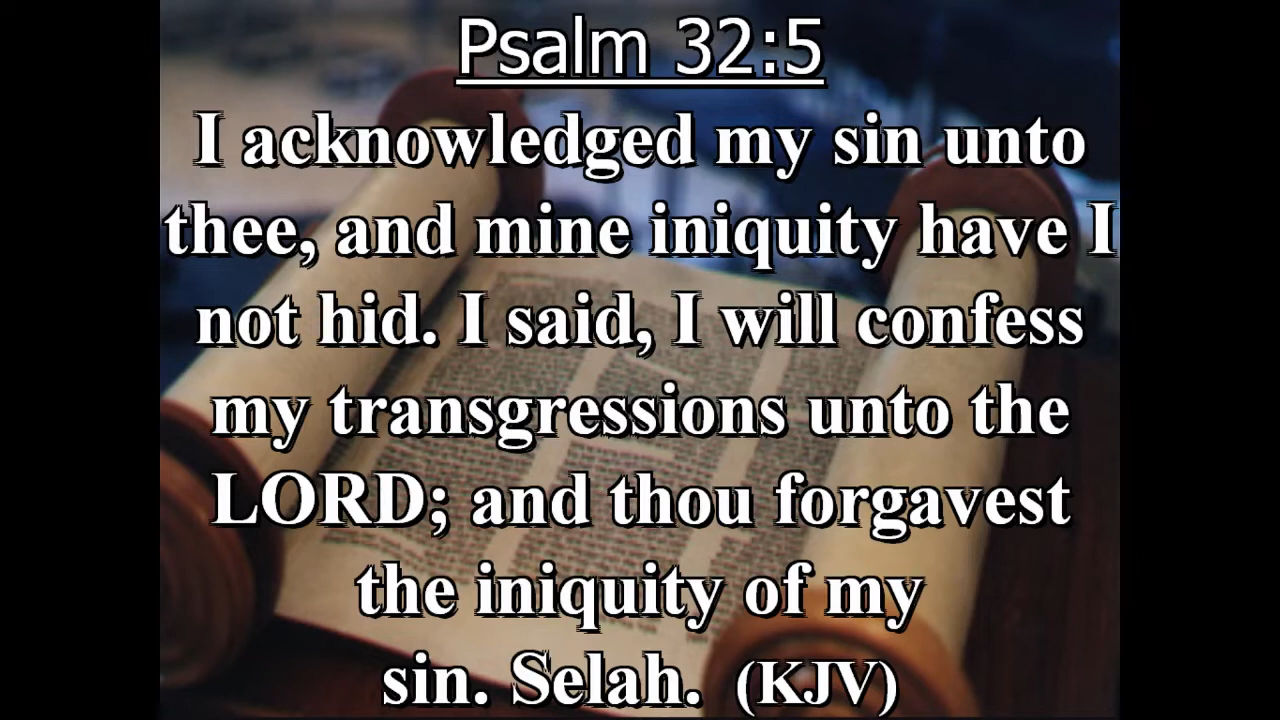 Psalm 32:5
I acknowledged my sin unto
thee, and mine iniquity have I
not hid. I said, I will confess
my transgressions unto the
LORD; and thou forgavest
the iniquity of my
sin. Selah. (KJV)